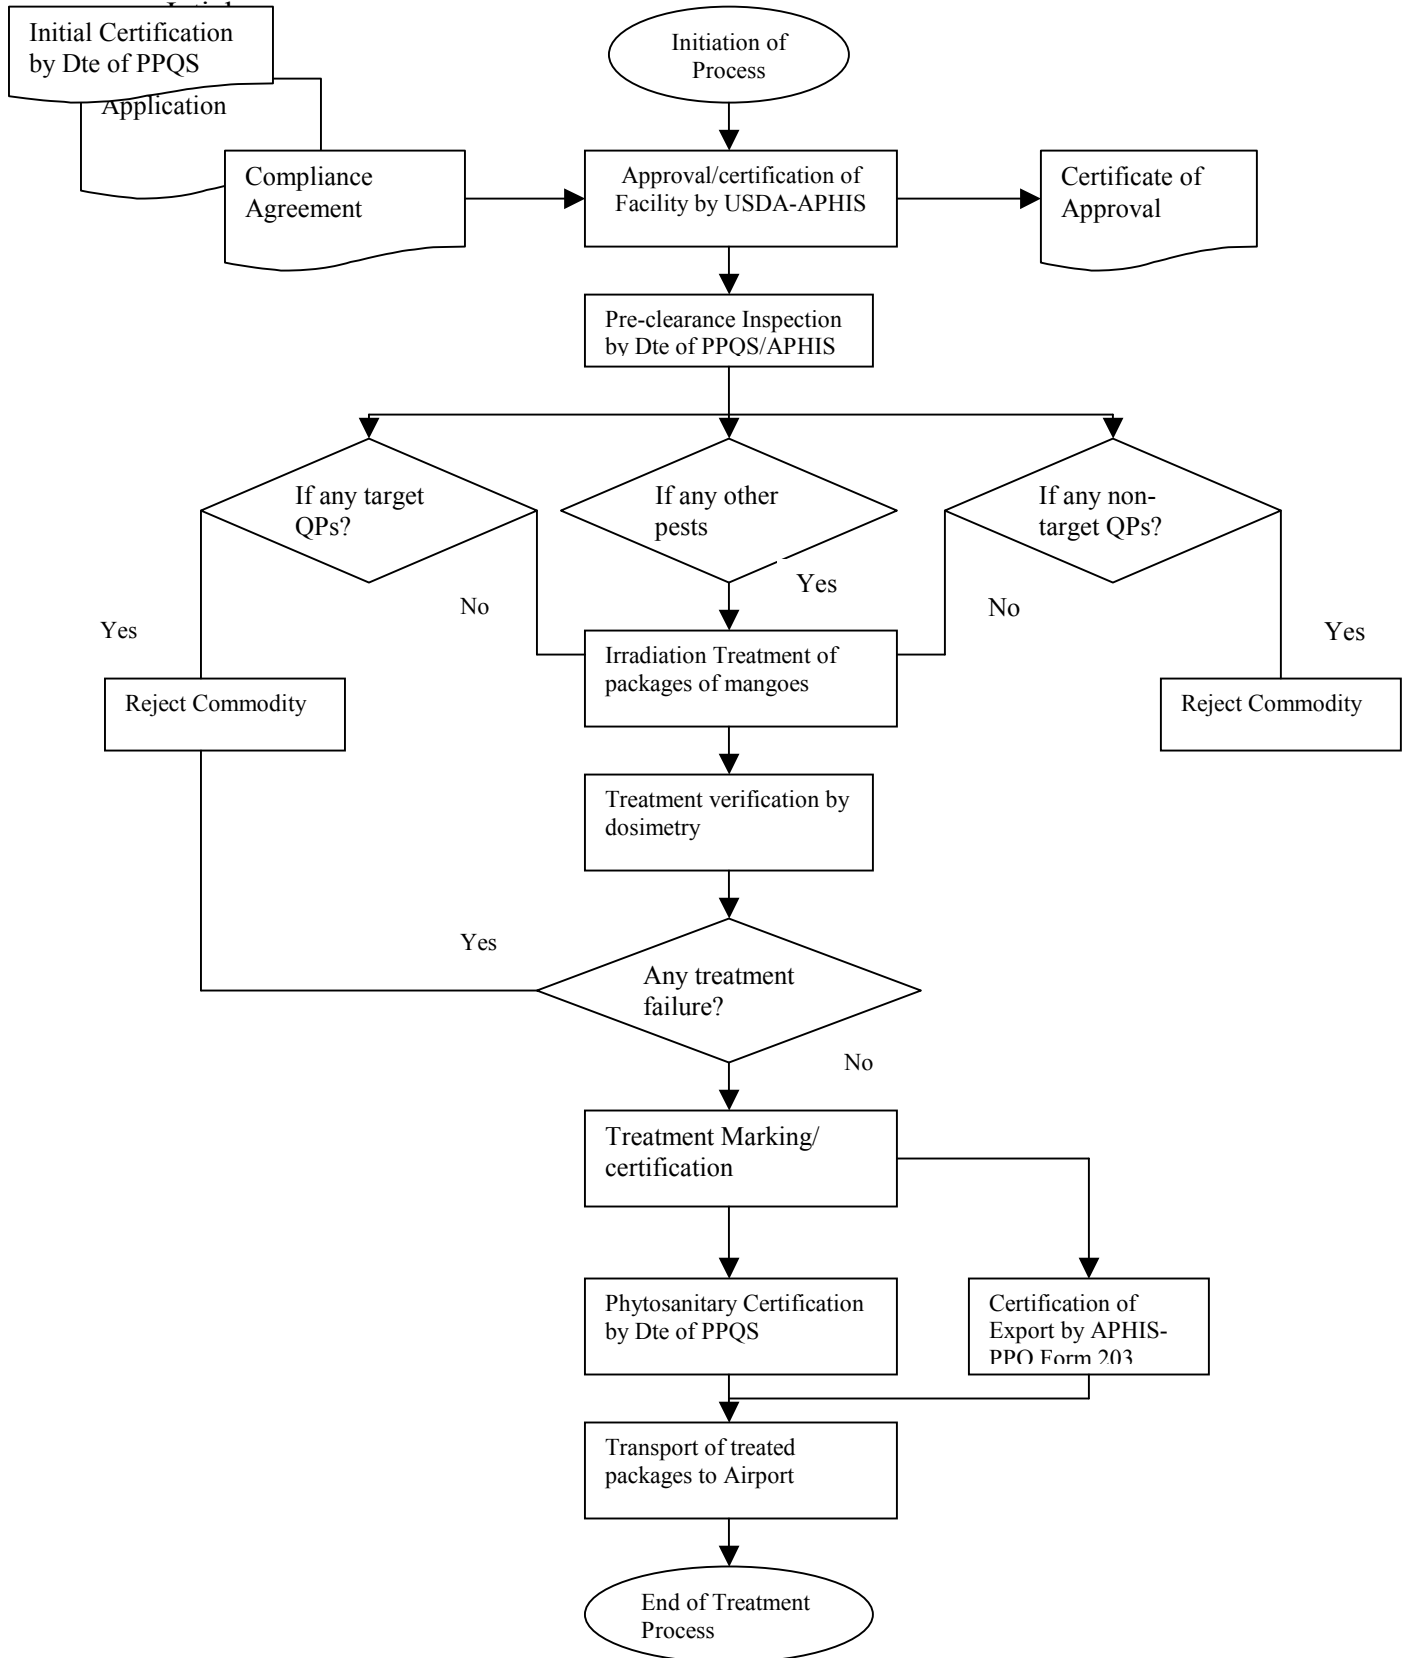 Initial Certification
by Dte of PPQS
Application
Compliance
Agreement
Initiation of
Process
Approval/certification of
Facility by USDA-APHIS
Certificate of
Approval
Pre-clearance Inspection
by Dte of PPQS/APHIS
If any target
QPs?
If any other
pests
If any non-
target QPs?
Yes
No
Yes
No
Yes
Reject Commodity
Irradiation Treatment of
packages of mangoes
Reject Commodity
Treatment verification by
dosimetry
Yes
Any treatment
failure?
No
Treatment Marking/
certification
Phytosanitary Certification
by Dte of PPQS
Certification of
Export by APHIS-
PPQ Form 203
Transport of treated
packages to Airport
End of Treatment
Process